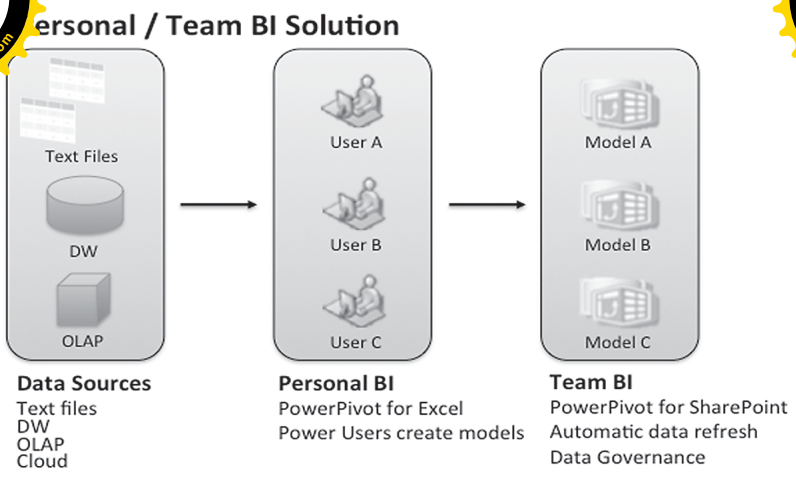 ersonal / Team BI Solution
om
Text Files
DW
OLAP
User A
User B
User C
Model A
Model B
Model C
Data Sources
Text files
DW
OLAP
Cloud
Personal BI
PowerPivot for Excel
Power Users create models
Team BI
PowerPivot for SharePoint
Automatic data refresh
Data Governance